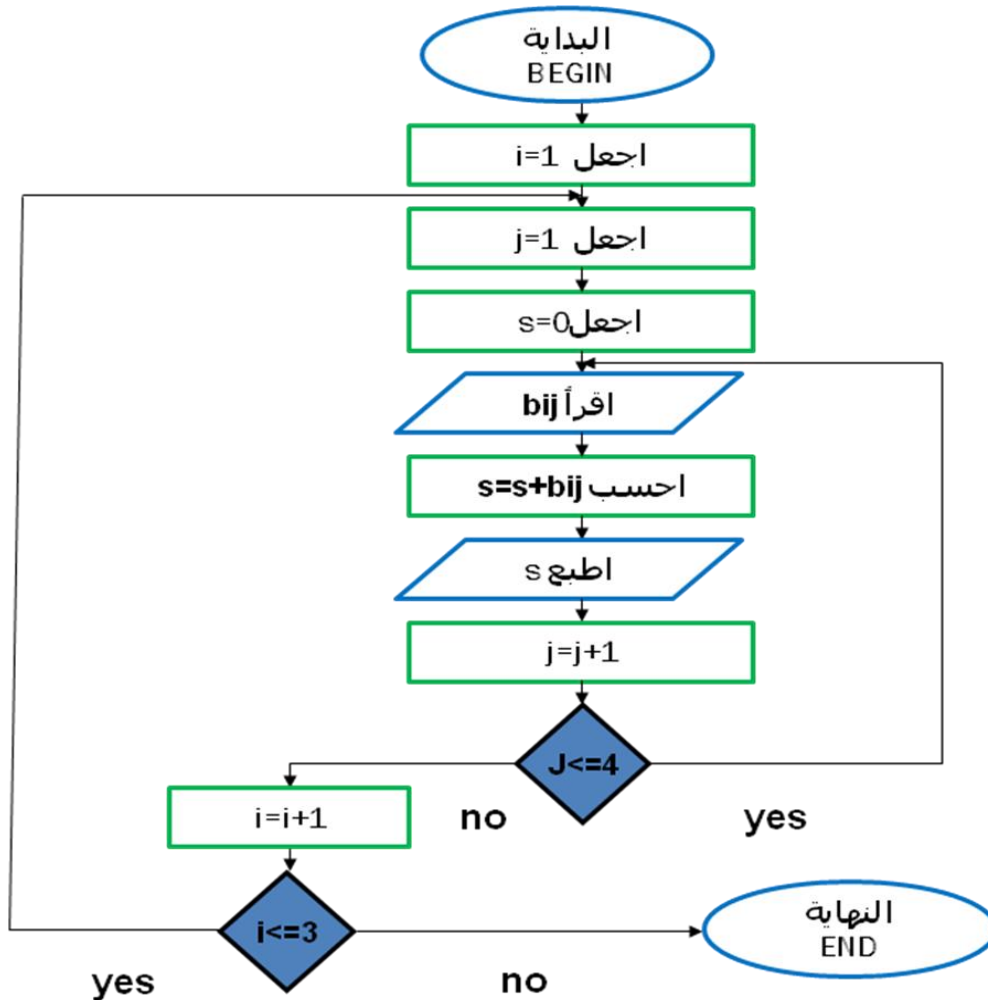 البداية
BEGIN
اجعل i=1
اجعل j=1
اجعل s=0
اقرأ bij
احسب s=s+bij
اطبع s
j=j+1
J<=4
no
yes
i=i+1
i<=3
yes
no
النهاية
END